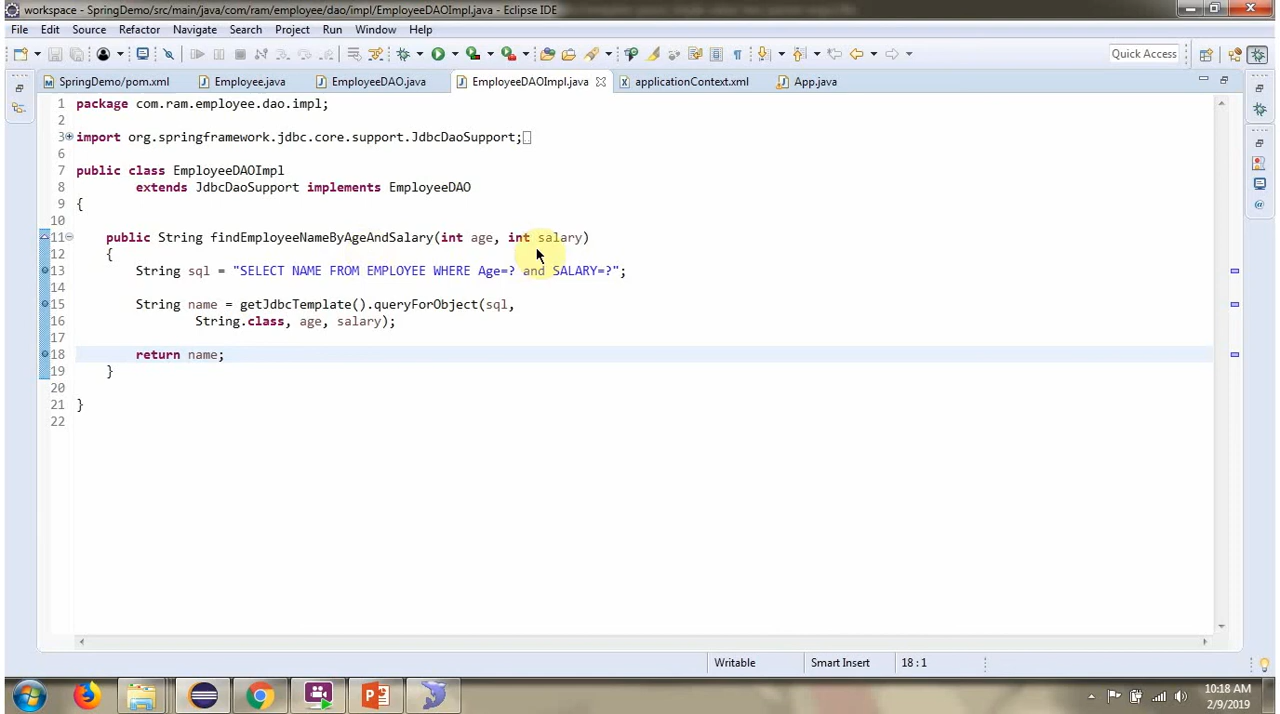 workspace - SpringDemo/src/main/java/com/ram/employee/dao/impl/EmployeeDAOImpl.java - Eclipse IDE
File Edit Source Refactor Navigate Search Project Run Window Help
Quick Access
SpringDemo/pom.xml Employee.java EmployeeDAO.java EmployeeDAOImpl.java applicationContext.xml App.java
1 package com.ram.employee.dao.impl;
2
3 import org.springframework.jdbc.core.support.JdbcDaoSupport;
6
7 public class EmployeeDAOImpl
8 extends JdbcDaoSupport implements EmployeeDAO
9 {
10
11 public String findEmployeeNameByAgeAndSalary(int age, int salary)
12 {
13 String sql = "SELECT NAME FROM EMPLOYEE WHERE Age=? and SALARY=?";
14
15 String name = getJdbcTemplate().queryForObject(sql,
16 String.class, age, salary);
17
18 return name;
19 }
20
21 }
22
Writable Smart Insert 18 : 1
10:18 AM
2/9/2019